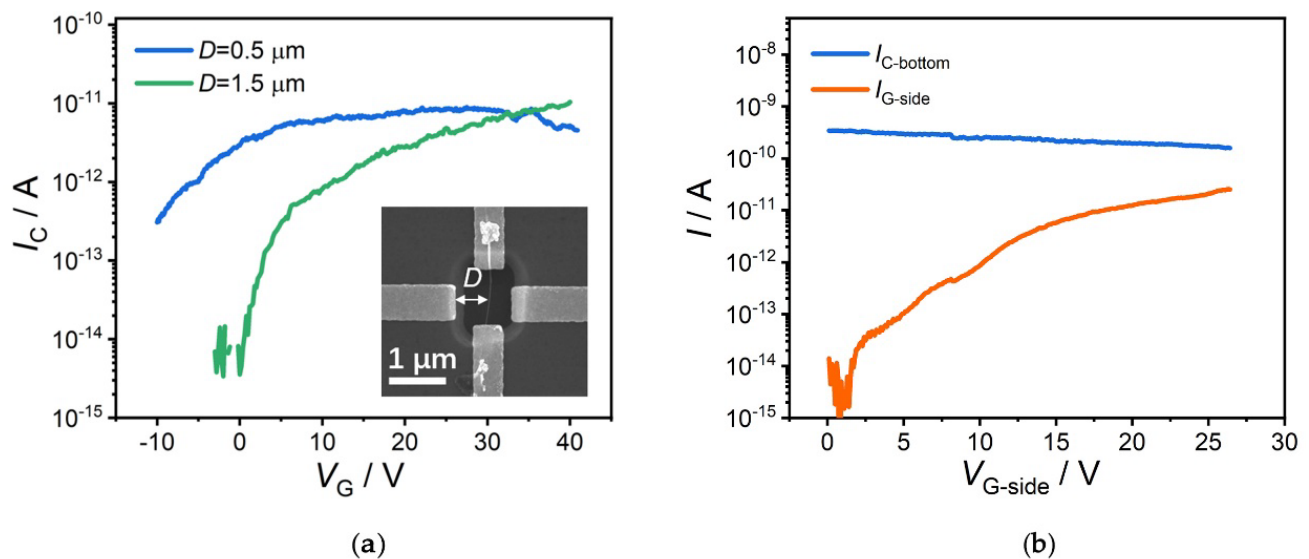 10⁻¹⁰
10⁻¹¹
10⁻¹²
10⁻¹³
10⁻¹⁴
10⁻¹⁵
I_C / A
D=0.5 μm
D=1.5 μm
D
1 μm
-10 0 10 20 30 40
V_G / V
(a)
10⁻⁸
10⁻⁹
10⁻¹⁰
10⁻¹¹
10⁻¹²
10⁻¹³
10⁻¹⁴
10⁻¹⁵
I / A
I_C-bottom
I_G-side
0 5 10 15 20 25 30
V_G-side / V
(b)